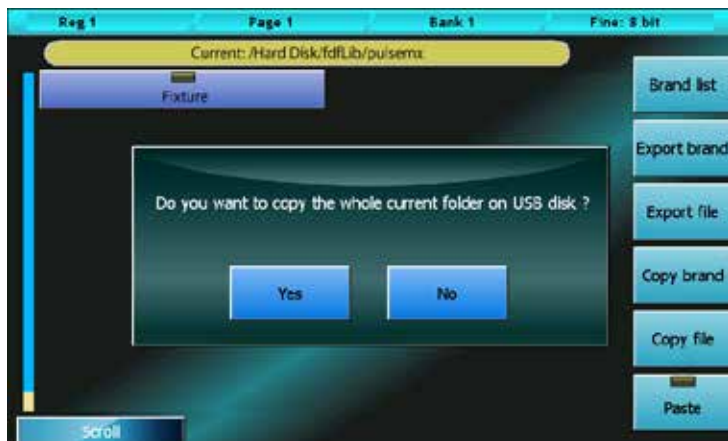 Reg 1 Page 1 Bank 1 Fine: 8 bit
Current: /Hard Disk/fdfLib/pulsemx
Fixture
Brand list
Export brand
Do you want to copy the whole current folder on USB disk ?
Export file
Yes No
Copy brand
Copy file
Paste
Scroll